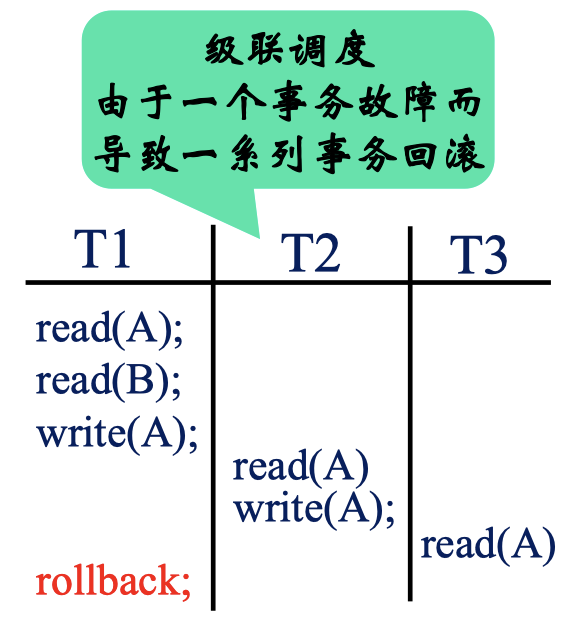 级联调度
由于一个事务故障而
导致一系列事务回滚
T1 T2 T3
read(A);
read(B);
write(A);
read(A)
write(A);
read(A)
rollback;